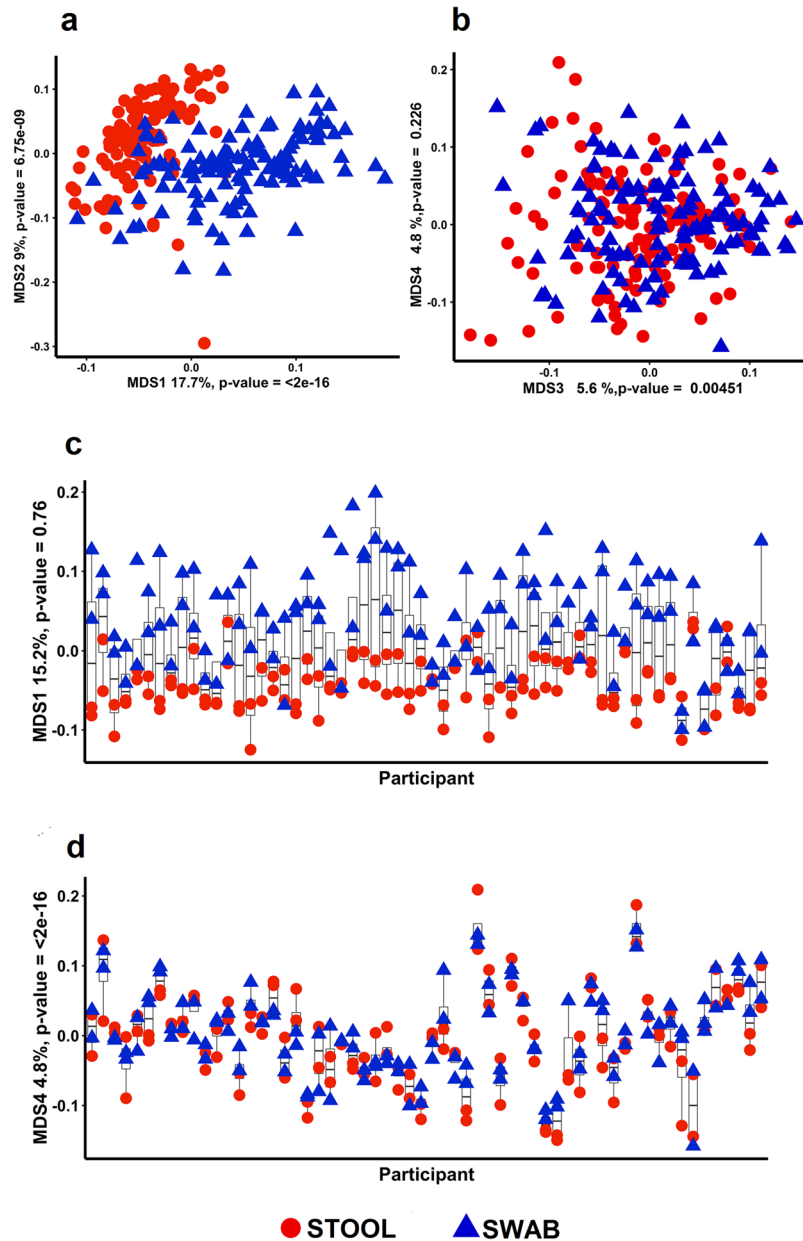 a
b
0.1
0.0
-0.1
-0.2
-0.3
MDS2 9%, p-value = 6.75e-09
-0.1
0.0
0.1
MDS1 17.7%, p-value = <2e-16
0.2
0.1
0.0
-0.1
MDS4 4.8 %,p-value = 0.226
-0.1
0.0
0.1
MDS3 5.6 %,p-value = 0.00451
c
0.2
0.1
0.0
-0.1
MDS1 15.2%, p-value = 0.76
Participant
d
0.2
0.1
0.0
-0.1
MDS4 4.8%, p-value = <2e-16
Participant
STOOL
SWAB